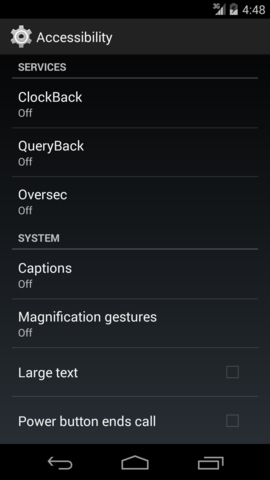 3G 4:48
Accessibility
SERVICES
ClockBack
Off
QueryBack
Off
Oversec
Off
SYSTEM
Captions
Off
Magnification gestures
Off
Large text
Power button ends call